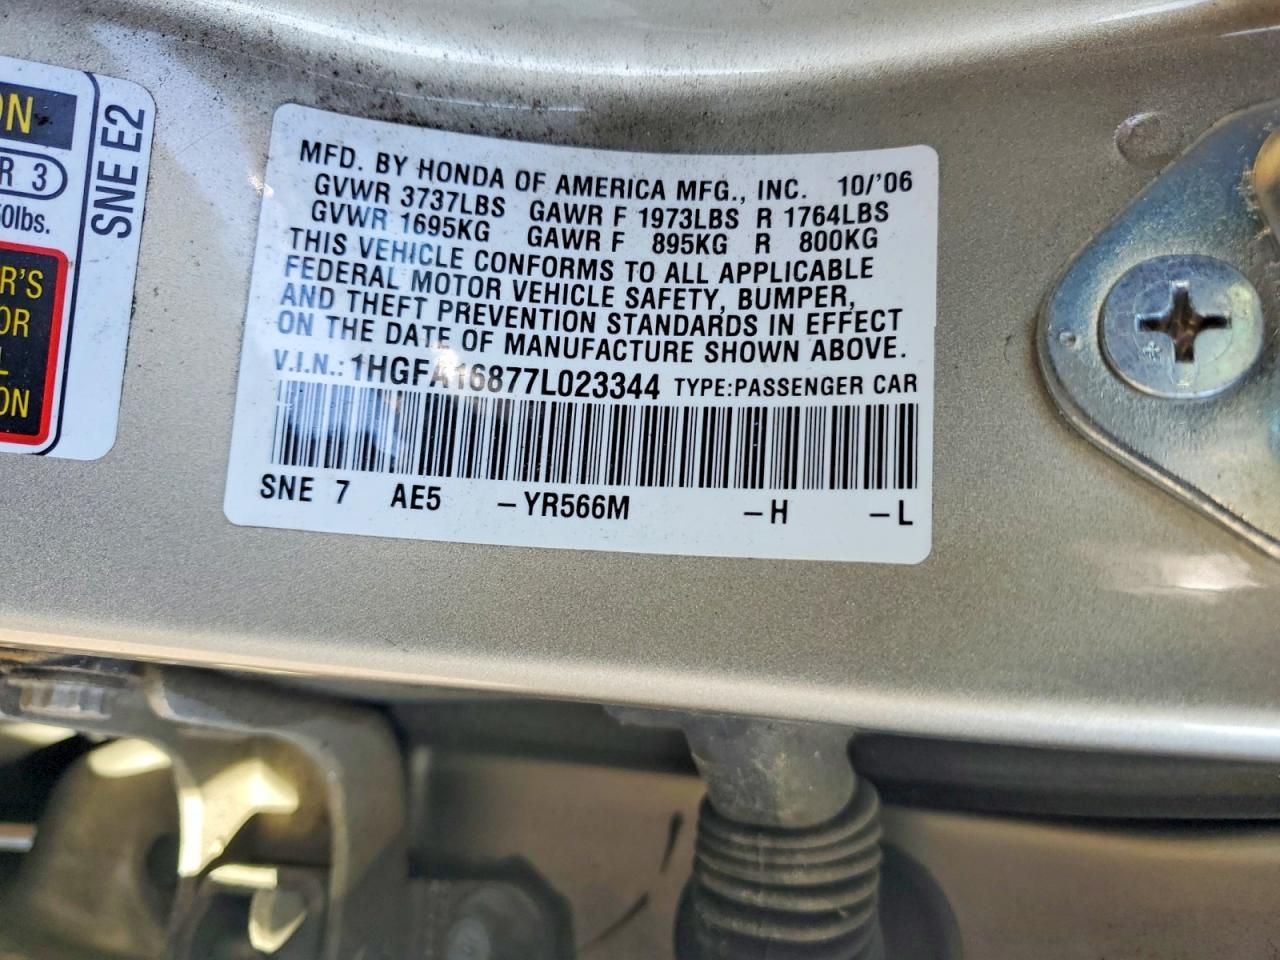 ON
R 3
50lbs.
SNE E2
R'S
OR
L
ON
MFD. BY HONDA OF AMERICA MFG., INC. 10/'06
GVWR 3737LBS GAWR F 1973LBS R 1764LBS
GVWR 1695KG GAWR F 895KG R 800KG
THIS VEHICLE CONFORMS TO ALL APPLICABLE
FEDERAL MOTOR VEHICLE SAFETY, BUMPER,
AND THEFT PREVENTION STANDARDS IN EFFECT
ON THE DATE OF MANUFACTURE SHOWN ABOVE.
V.I.N.: 1HGFA16877L023344 TYPE:PASSENGER CAR
SNE 7 AE5 -YR566M -H -L